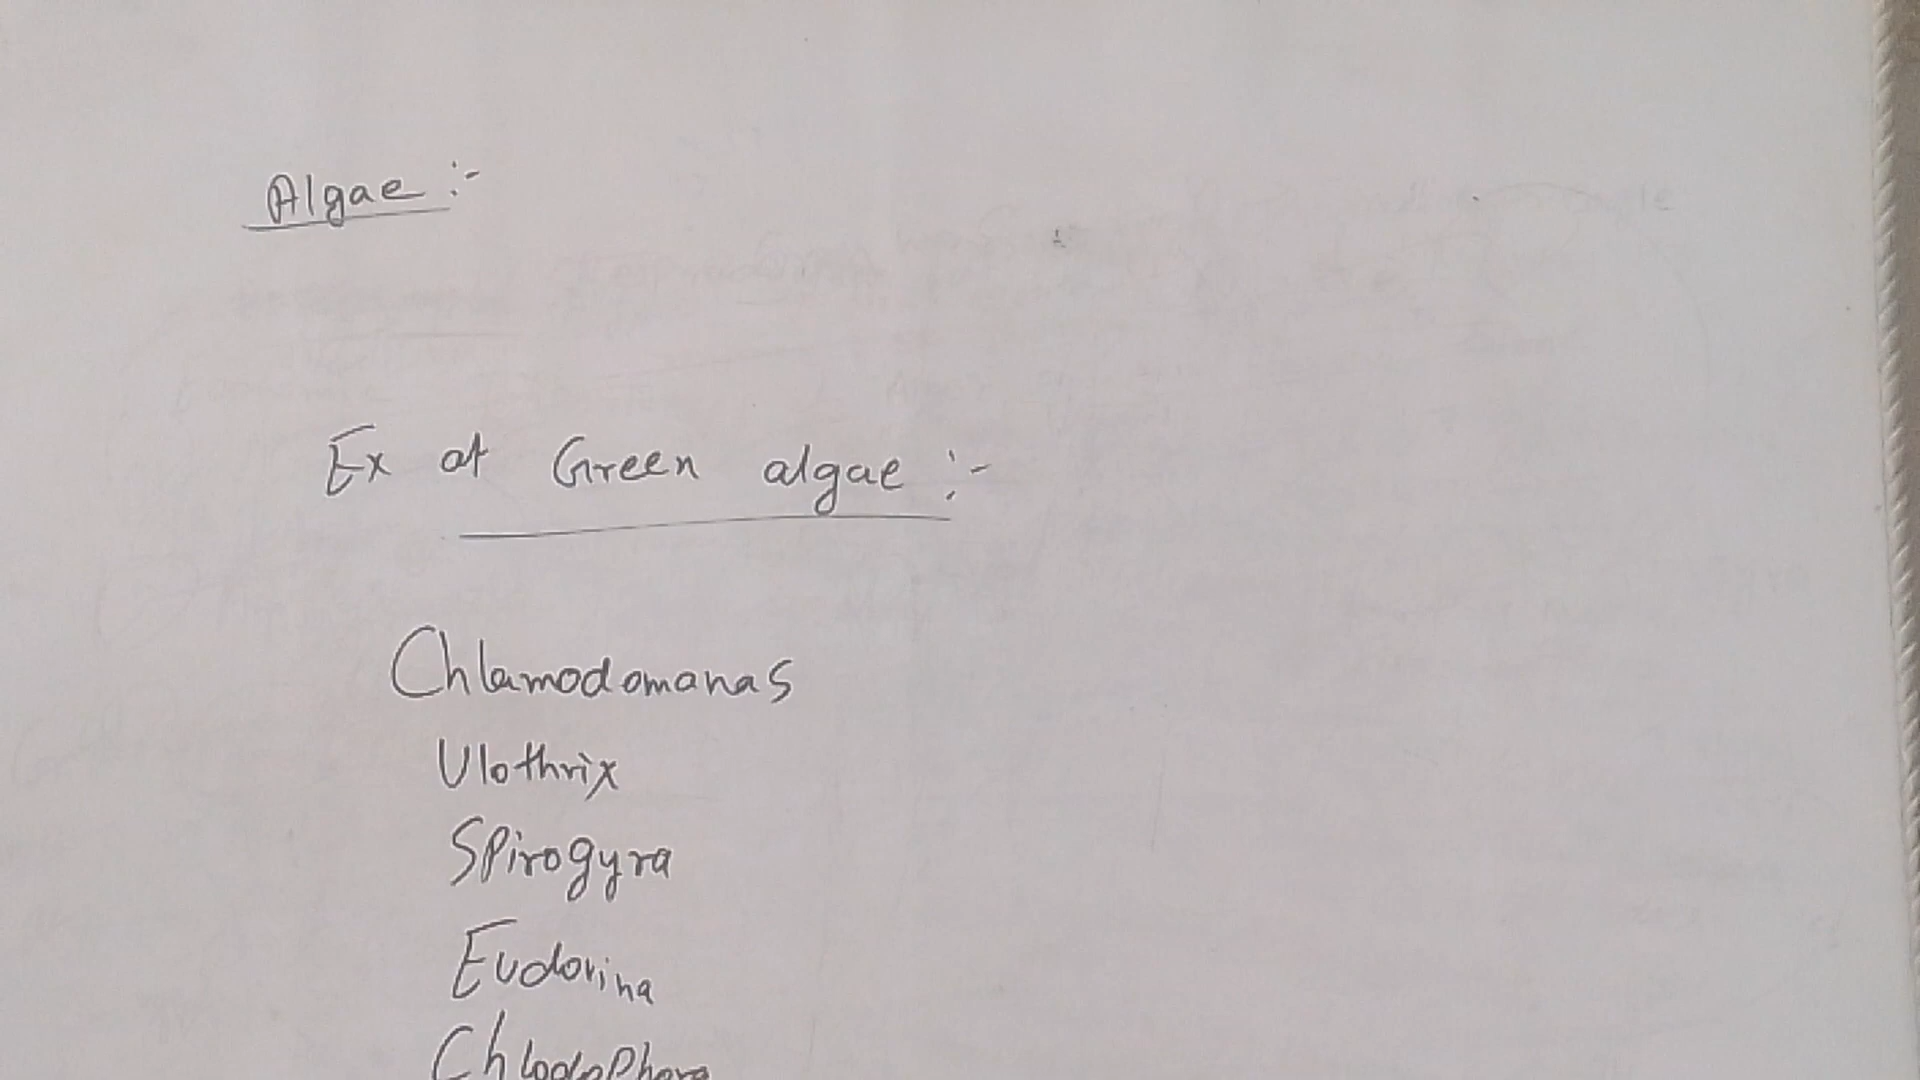 Algae :-
Ex of Green algae :-
Chlamodomanas
Ulothrix
Spirogyra
Eudorina